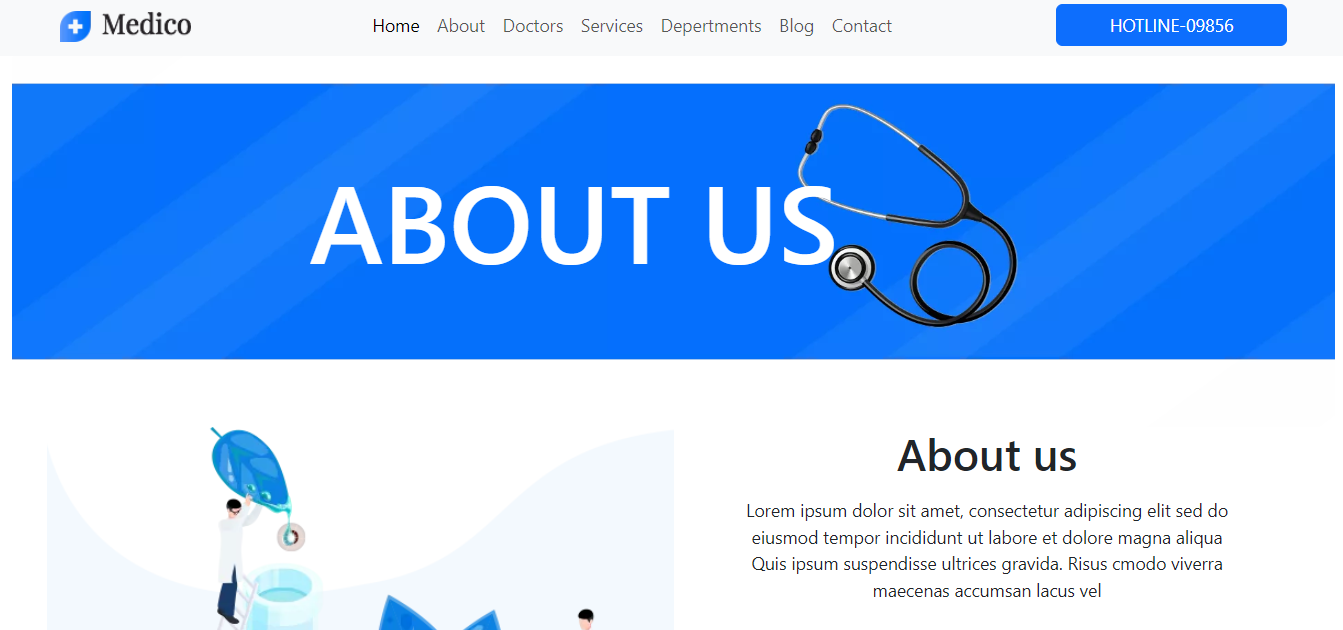 Medico
Home About Doctors Services Depertments Blog Contact
HOTLINE-09856
ABOUT US
About us
Lorem ipsum dolor sit amet, consectetur adipiscing elit sed do
eiusmod tempor incididunt ut labore et dolore magna aliqua
Quis ipsum suspendisse ultrices gravida. Risus cmodo viverra
maecenas accumsan lacus vel